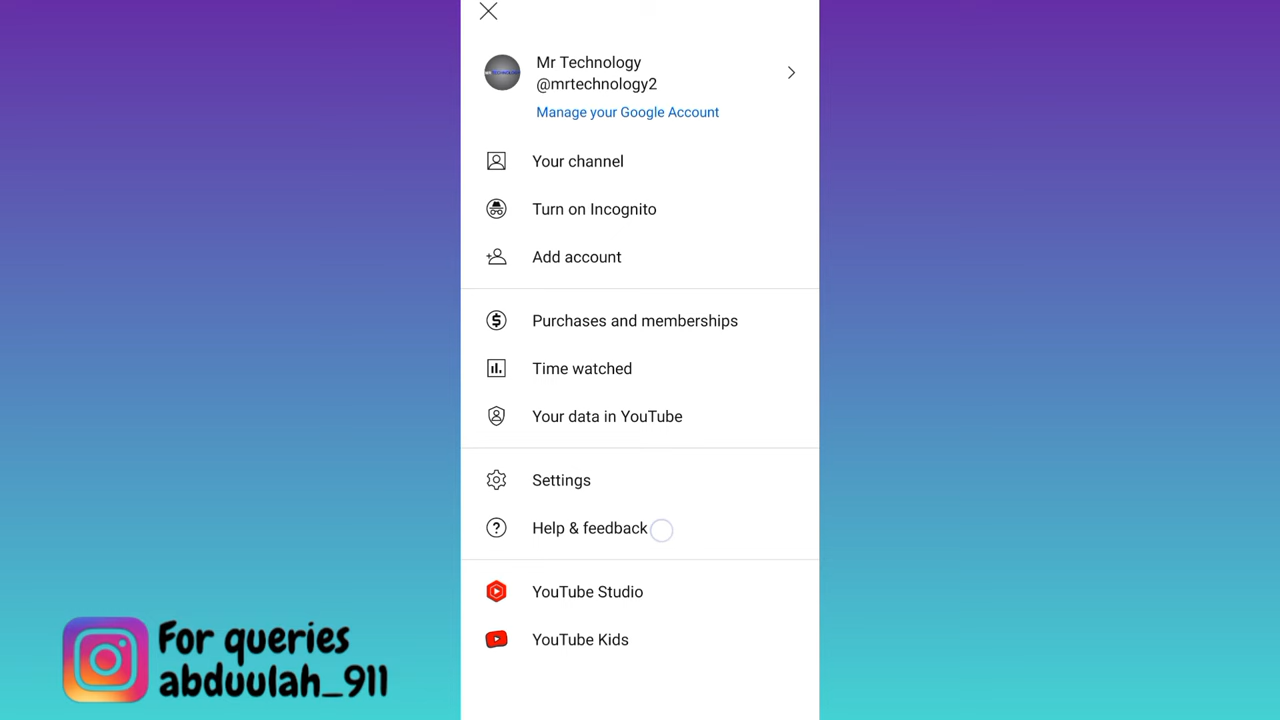 Mr Technology
@mrtechnology2
Manage your Google Account
Your channel
Turn on Incognito
Add account
Purchases and memberships
Time watched
Your data in YouTube
Settings
Help & feedback
YouTube Studio
YouTube Kids
For queries
abduulah_911